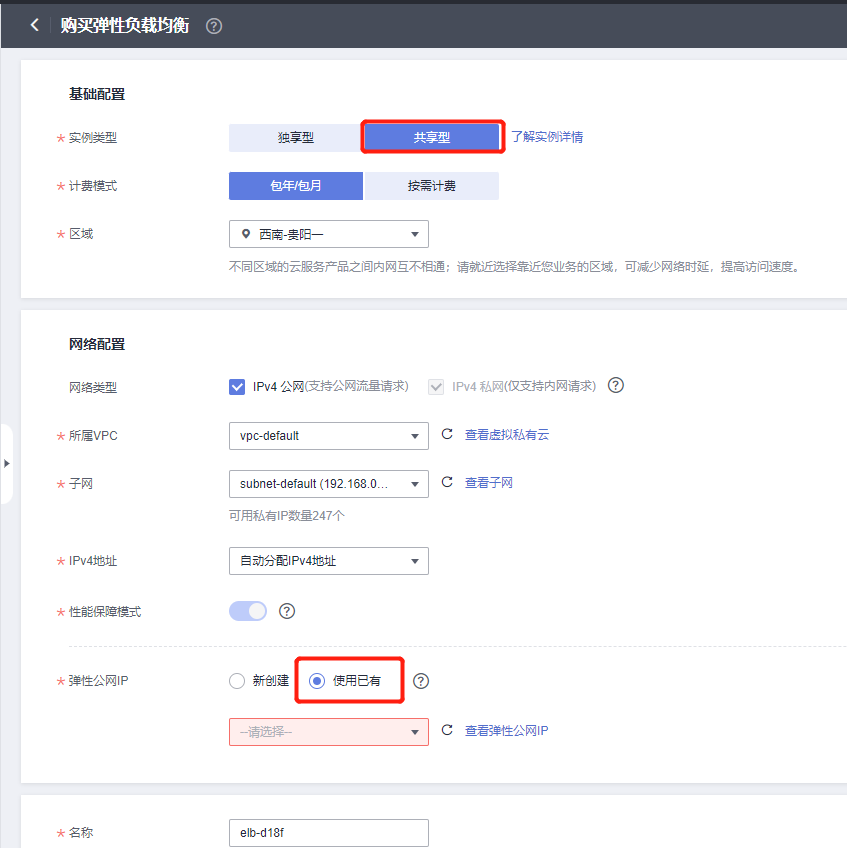 购买弹性负载均衡
基础配置
* 实例类型 独享型 共享型 了解实例详情
* 计费模式 包年/包月 按需计费
* 区域 西南-贵阳一
不同区域的云服务产品之间内网互不相通；请就近选择靠近您业务的区域，可减少网络时延，提高访问速度。
网络配置
网络类型 IPv4 公网(支持公网流量请求) IPv4 私网(仅支持内网请求)
* 所属VPC vpc-default 查看虚拟私有云
* 子网 subnet-default (192.168.0... 查看子网
可用私有IP数量247个
* IPv4地址 自动分配IPv4地址
* 性能保障模式
* 弹性公网IP 新创建 使用已有
--请选择-- 查看弹性公网IP
* 名称 elb-d18f